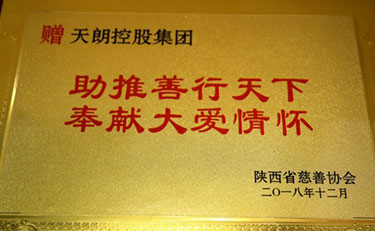 赠 天朗控股集团
助推善行天下
奉献大爱情怀
陕西省慈善协会
二〇一八年十二月